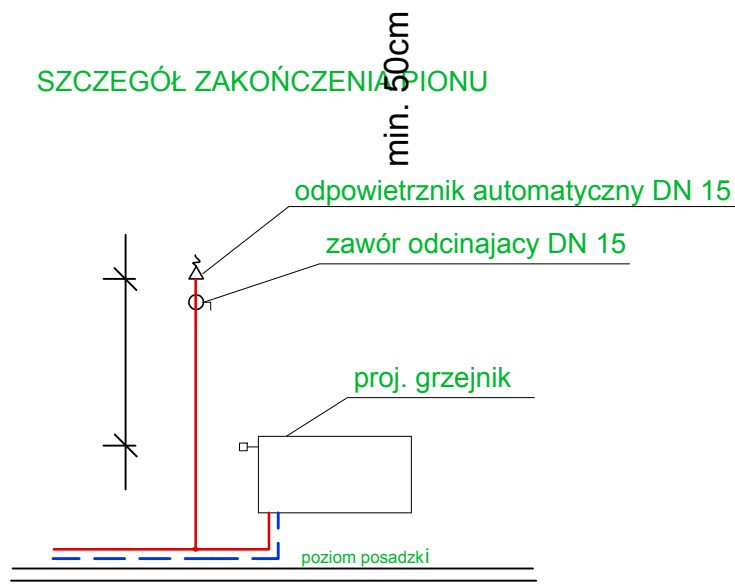 SZCZEGÓŁ ZAKOŃCZENIA PIONU
min. 50cm
odpowietrznik automatyczny DN 15
zawór odcinajacy DN 15
proj. grzejnik
poziom posadzki